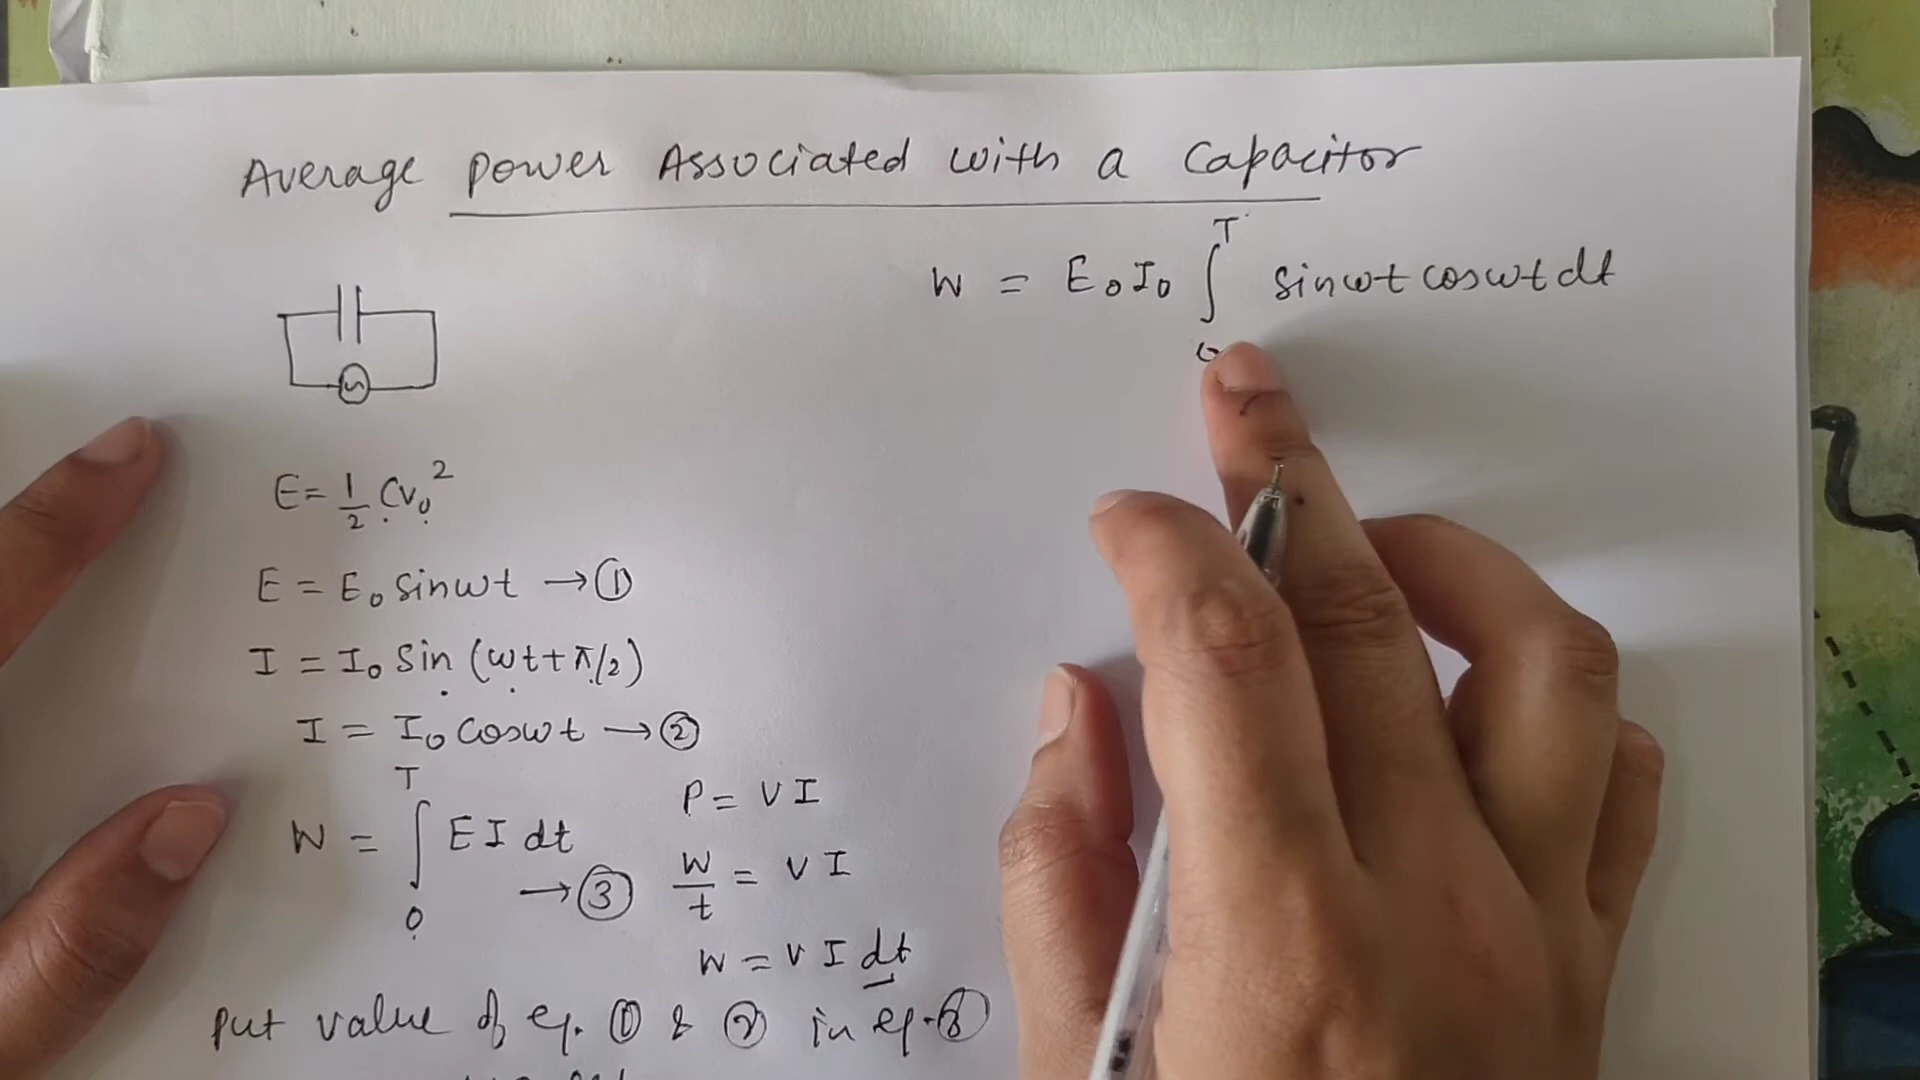 Average Power Associated with a Capacitor
E = 1/2 CV₀²
E = E₀ sinωt → ①
I = I₀ sin (ωt + π/2)
I = I₀ cosωt → ②
W = ∫₀ᵀ EI dt → ③
P = VI
W/t = VI
W = VI dt
Put value of eq. ① & ② in eq. ③
W = E₀I₀ ∫₀ᵀ sinωt cosωt dt